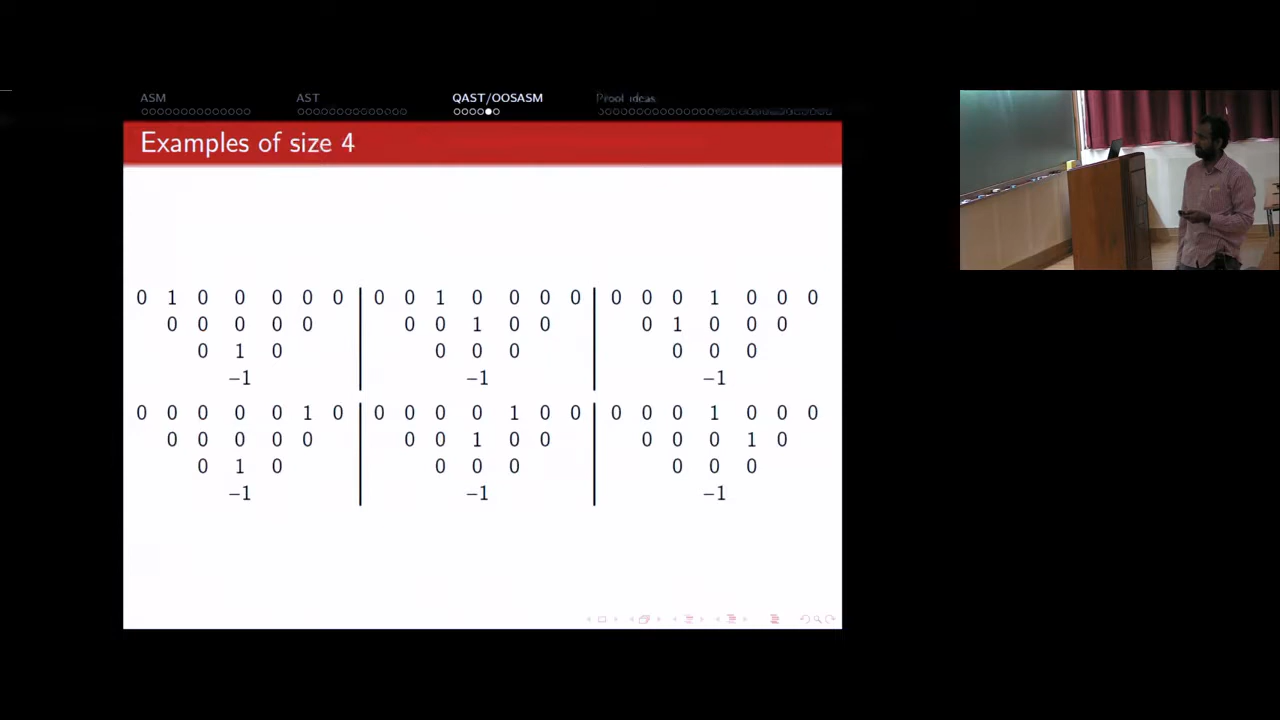 ASM AST QAST/OOSASM Proof ideas
Examples of size 4
0 1 0 0 0 0 0 0 0 1 0 0 0 0 0 0 0 1 0 0 0
0 0 0 0 0 0 0 1 0 0 0 1 0 0 0
0 1 0 0 0 0 0 0 0
−1 −1 −1
0 0 0 0 0 1 0 0 0 0 0 1 0 0 0 0 0 1 0 0 0
0 0 0 0 0 0 0 1 0 0 0 0 0 1 0
0 1 0 0 0 0 0 0 0
−1 −1 −1